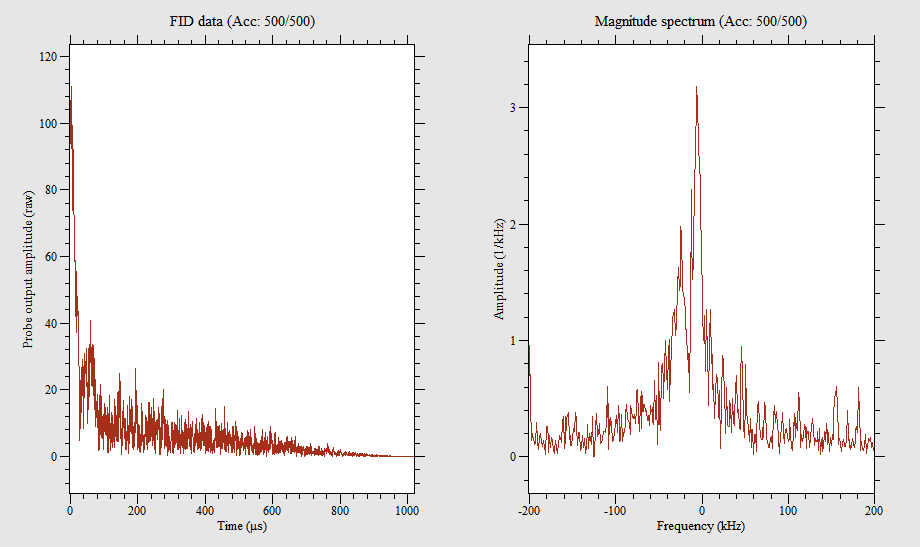 FID data (Acc: 500/500)
Probe output amplitude (raw)
120
100
80
60
40
20
0
0 200 400 600 800 1000
Time (µs)
Magnitude spectrum (Acc: 500/500)
Amplitude (1/kHz)
3
2
1
0
-200 -100 0 100 200
Frequency (kHz)